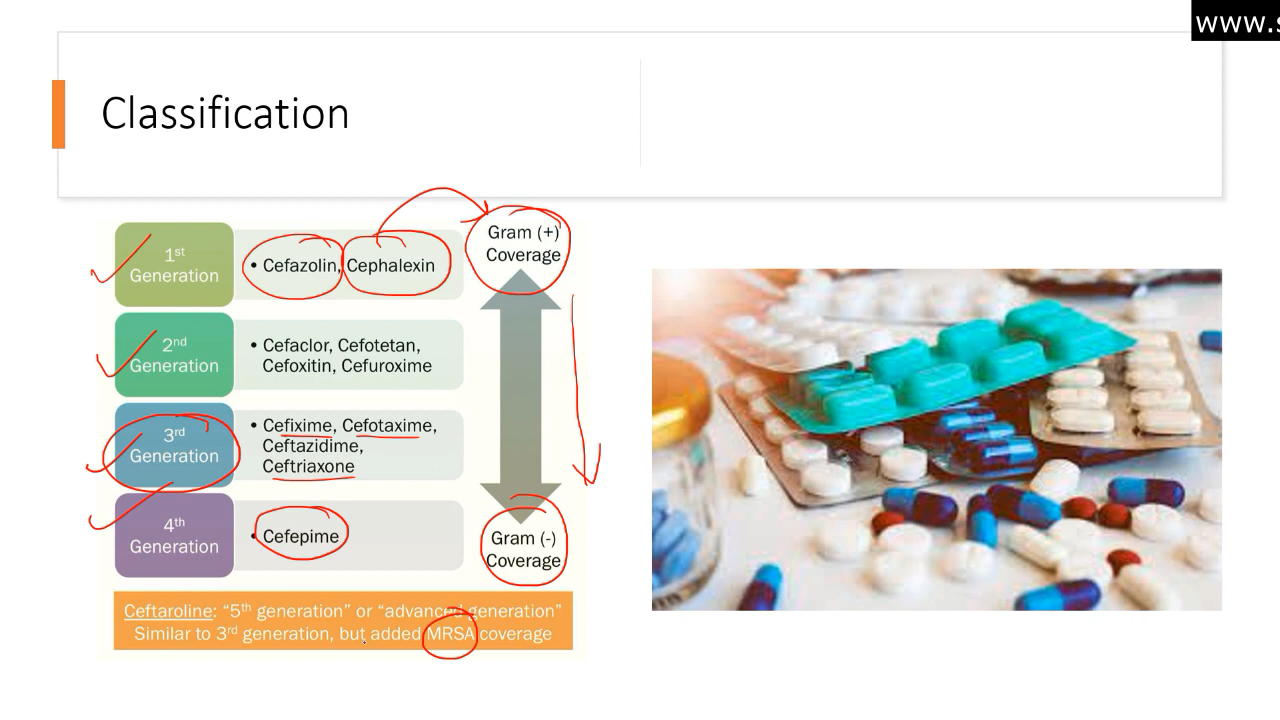 www.s
Classification
1st
Generation
• Cefazolin, Cephalexin
Gram (+)
Coverage
2nd
Generation
• Cefaclor, Cefotetan,
Cefoxitin, Cefuroxime
3rd
Generation
• Cefixime, Cefotaxime,
Ceftazidime,
Ceftriaxone
4th
Generation
• Cefepime
Gram (-)
Coverage
Ceftaroline: “5th generation” or “advanced generation”
Similar to 3rd generation, but added MRSA coverage